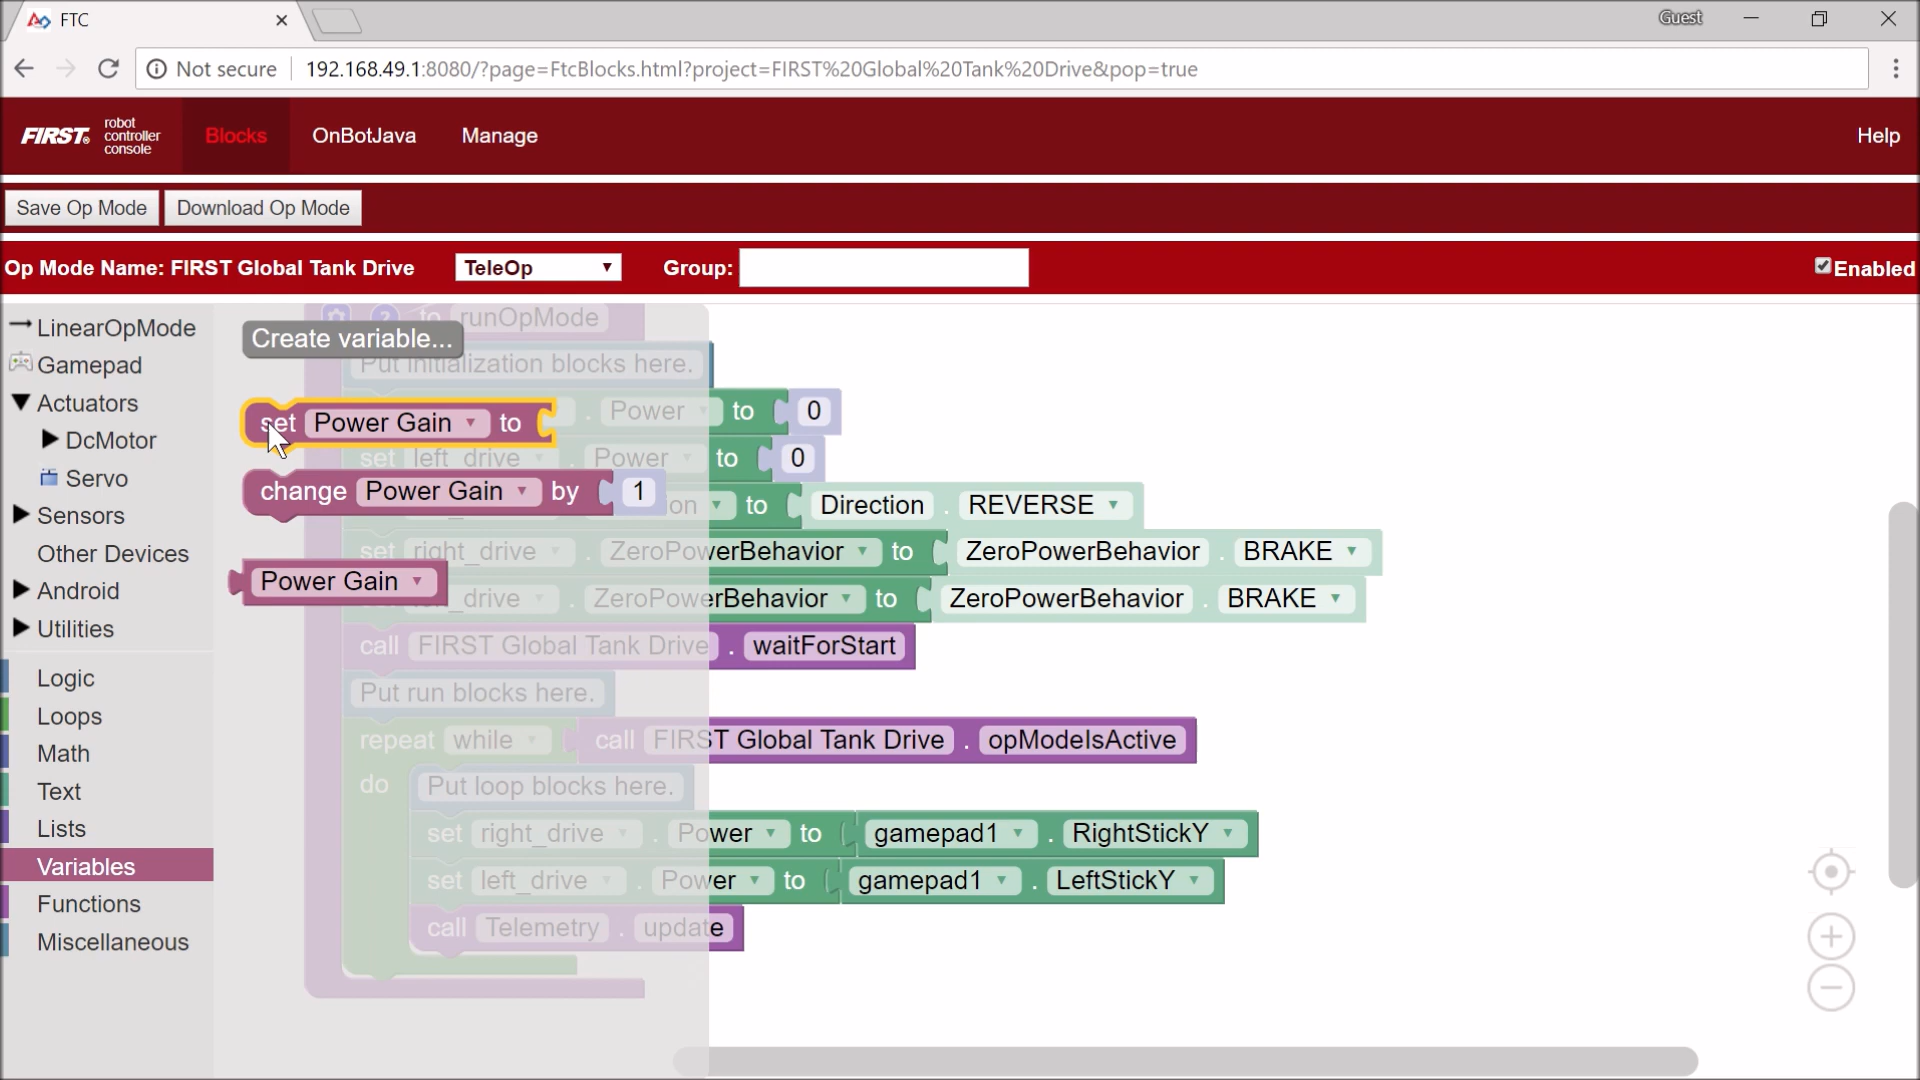 FTC
Guest
Not secure 192.168.49.1:8080/?page=FtcBlocks.html?project=FIRST%20Global%20Tank%20Drive&pop=true
FIRST robot controller console Blocks OnBotJava Manage Help
Save Op Mode Download Op Mode
Op Mode Name: FIRST Global Tank Drive TeleOp Group: Enabled
LinearOpMode
Gamepad
Actuators
DcMotor
Servo
Sensors
Other Devices
Android
Utilities
Logic
Loops
Math
Text
Lists
Variables
Functions
Miscellaneous
Create variable...
set Power Gain to
change Power Gain by 1
Power Gain
to runOpMode
Put initialization blocks here.
. Power to 0
set left_drive . Power to 0
on to Direction . REVERSE
set right_drive . ZeroPowerBehavior to ZeroPowerBehavior . BRAKE
_drive . ZeroPowerBehavior to ZeroPowerBehavior . BRAKE
call FIRST Global Tank Drive . waitForStart
Put run blocks here.
repeat while call FIRST Global Tank Drive . opModeIsActive
do Put loop blocks here.
set right_drive . Power to gamepad1 . RightStickY
set left_drive . Power to gamepad1 . LeftStickY
call Telemetry . update